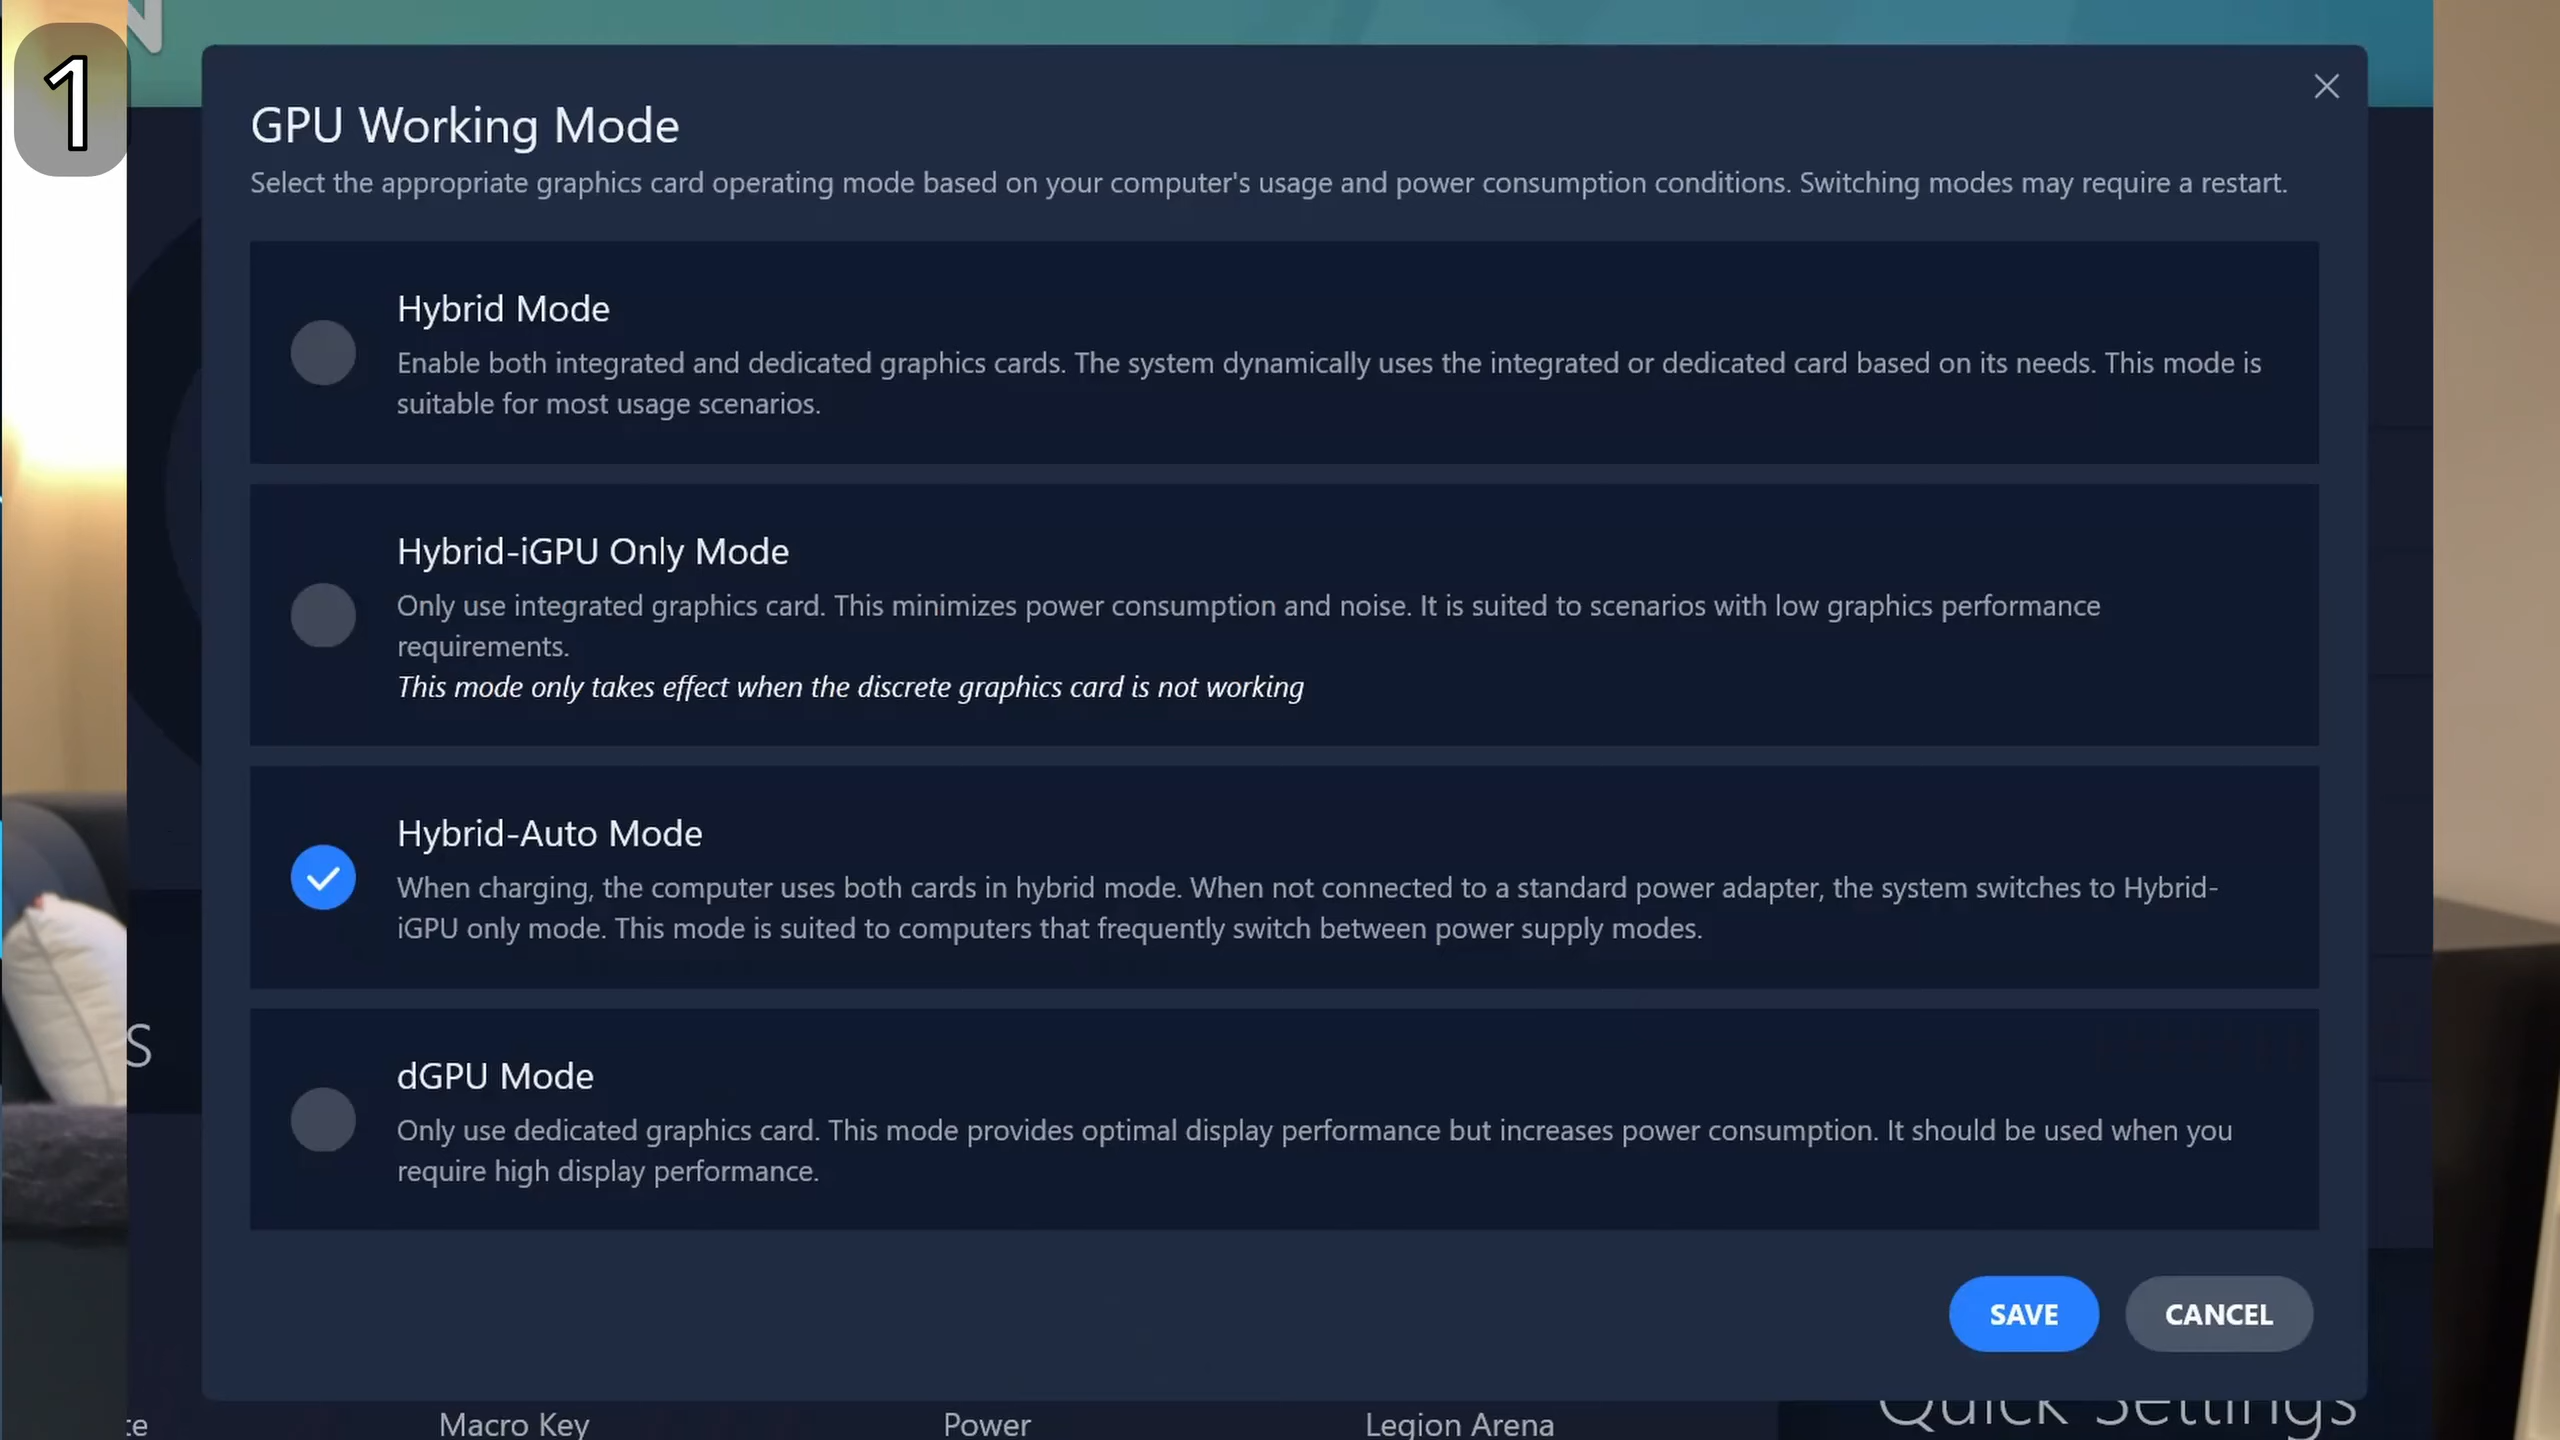 1
N
GPU Working Mode
Select the appropriate graphics card operating mode based on your computer's usage and power consumption conditions. Switching modes may require a restart.
Hybrid Mode
Enable both integrated and dedicated graphics cards. The system dynamically uses the integrated or dedicated card based on its needs. This mode is
suitable for most usage scenarios.
Hybrid-iGPU Only Mode
Only use integrated graphics card. This minimizes power consumption and noise. It is suited to scenarios with low graphics performance
requirements.
This mode only takes effect when the discrete graphics card is not working
Hybrid-Auto Mode
When charging, the computer uses both cards in hybrid mode. When not connected to a standard power adapter, the system switches to Hybrid-
iGPU only mode. This mode is suited to computers that frequently switch between power supply modes.
s
dGPU Mode
Only use dedicated graphics card. This mode provides optimal display performance but increases power consumption. It should be used when you
require high display performance.
SAVE CANCEL
te Macro Key Power Legion Arena Quick Settings